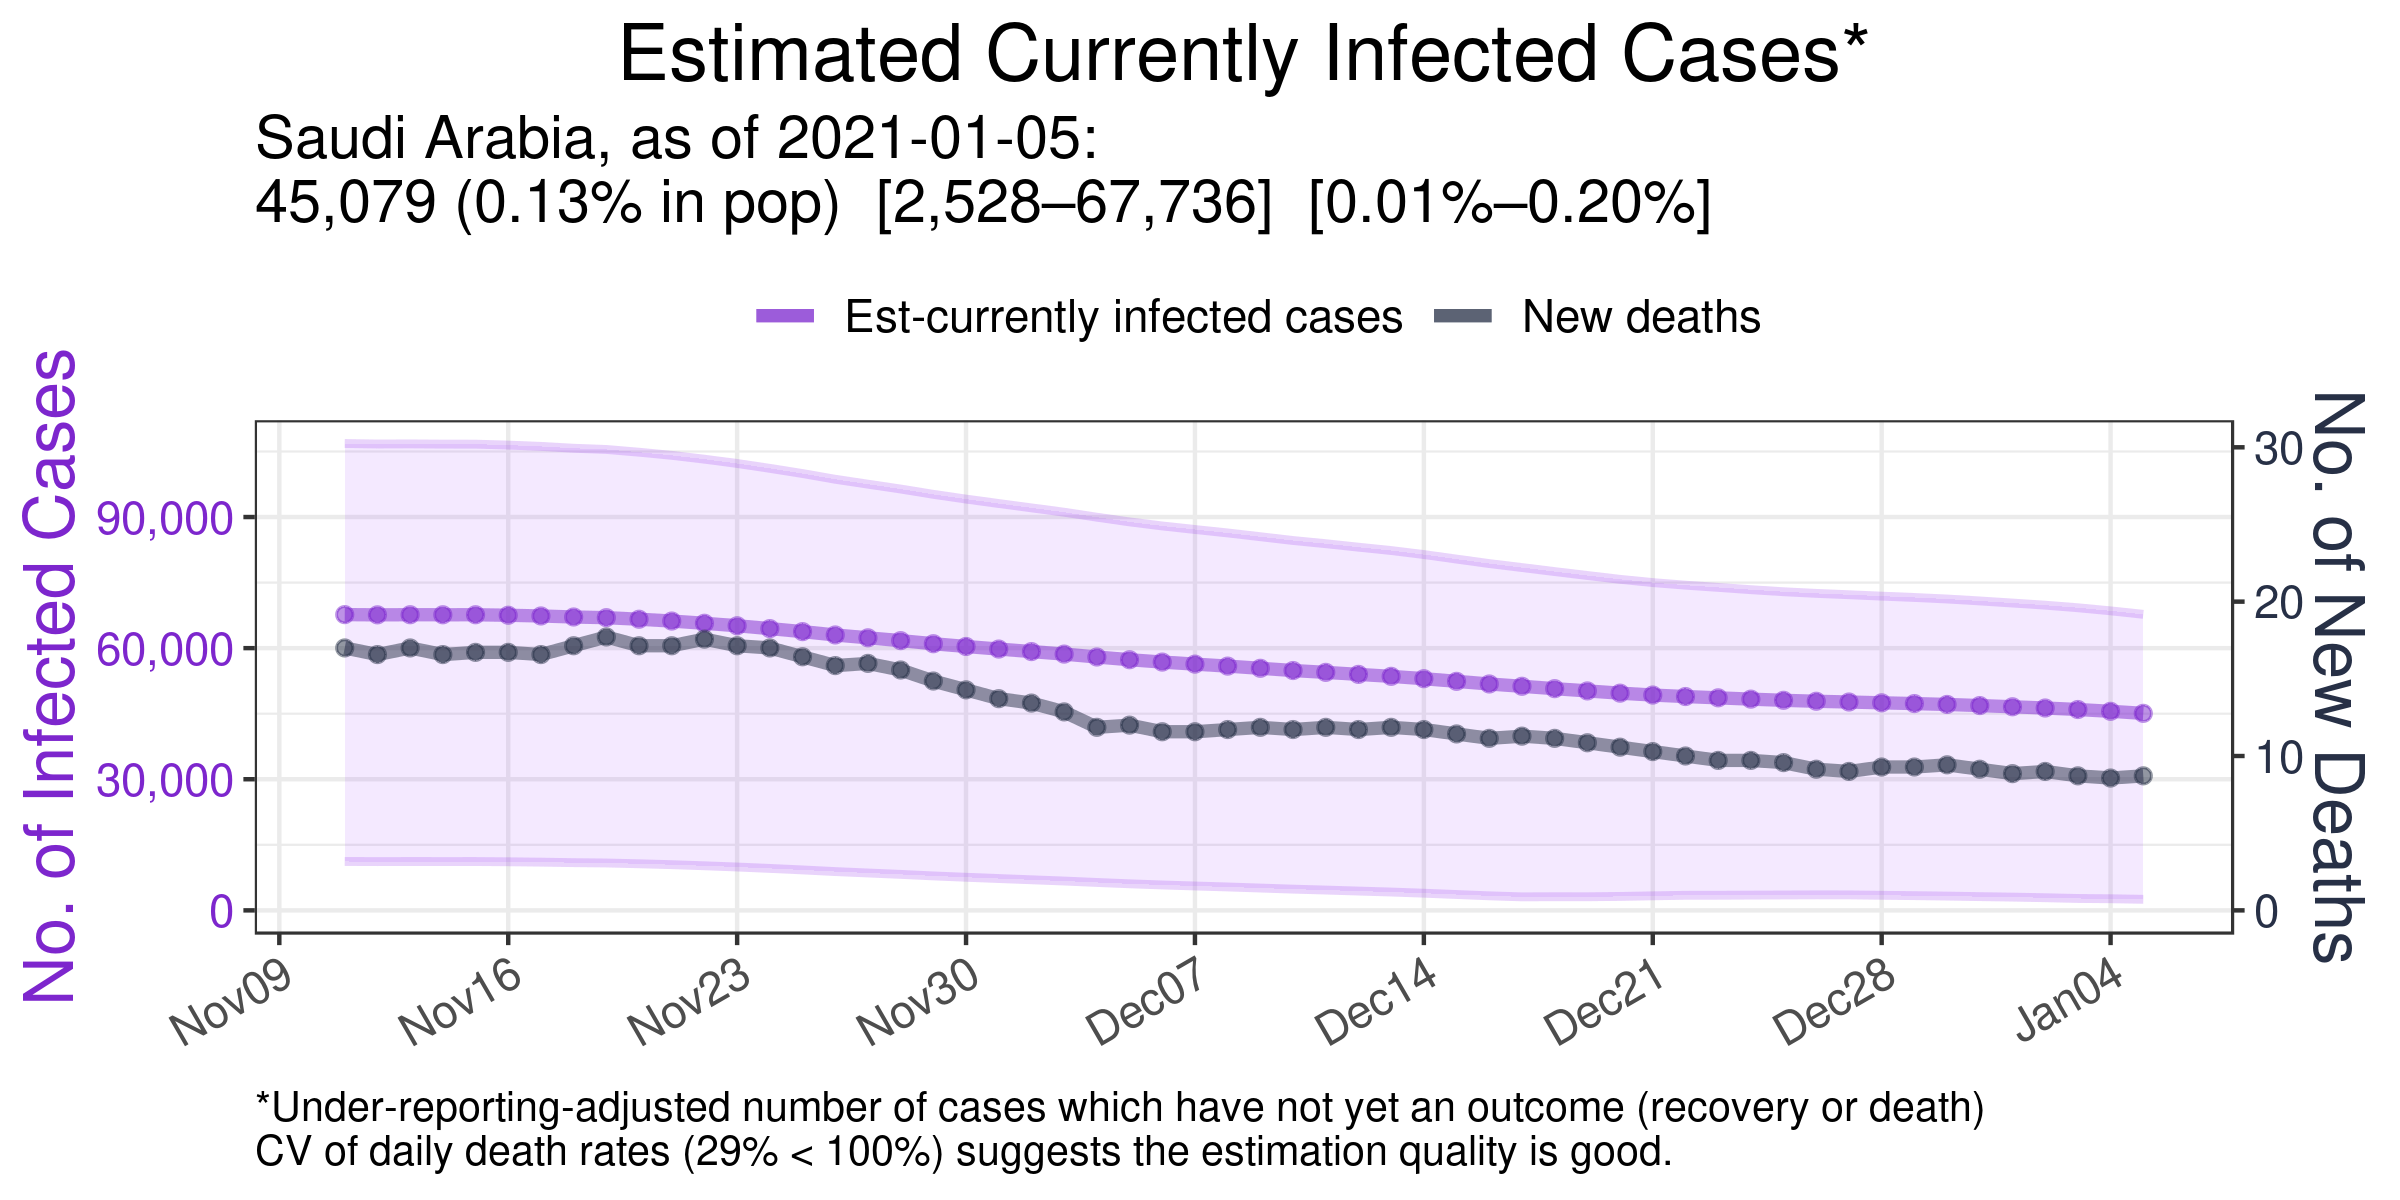 Estimated Currently Infected Cases*
Saudi Arabia, as of 2021-01-05:
45,079 (0.13% in pop)  [2,528–67,736]  [0.01%–0.20%]
Est-currently infected cases
New deaths
No. of Infected Cases
90,000
60,000
30,000
0
30
20
10
0
No. of New Deaths
Nov09
Nov16
Nov23
Nov30
Dec07
Dec14
Dec21
Dec28
Jan04
*Under-reporting-adjusted number of cases which have not yet an outcome (recovery or death)
CV of daily death rates (29% < 100%) suggests the estimation quality is good.